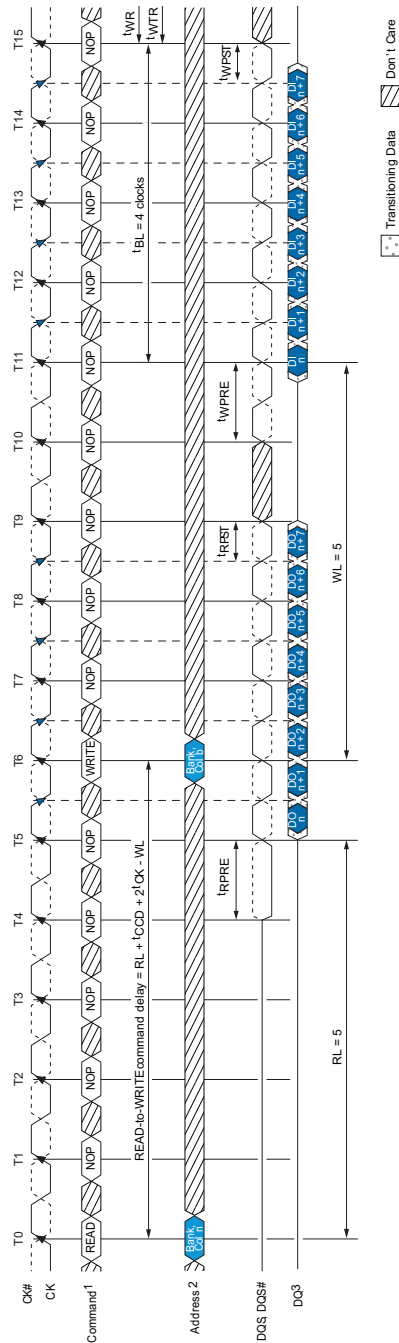 T0 T1 T2 T3 T4 T5 T6 T7 T8 T9 T10 T11 T12 T13 T14 T15
CK#
CK
Command1 READ NOP NOP NOP NOP NOP WRITE NOP NOP NOP NOP NOP NOP NOP NOP NOP
tWR
tWTR
READ-to-WRITEcommand delay = RL + tCCD + 2tCK - WL
tBL = 4 clocks
Address 2
Bank, Col n
Bank, Col b
tRPRE tRPST tWPRE tWPST
DQS, DQS#
DQ3
DO n
DO n + 1
DO n + 2
DO n + 3
DO n + 4
DO n + 5
DO n + 6
DO n + 7
DI n
DI n + 1
DI n + 2
DI n + 3
DI n + 4
DI n + 5
DI n + 6
DI n + 7
RL = 5
WL = 5
Transitioning Data
Don't Care